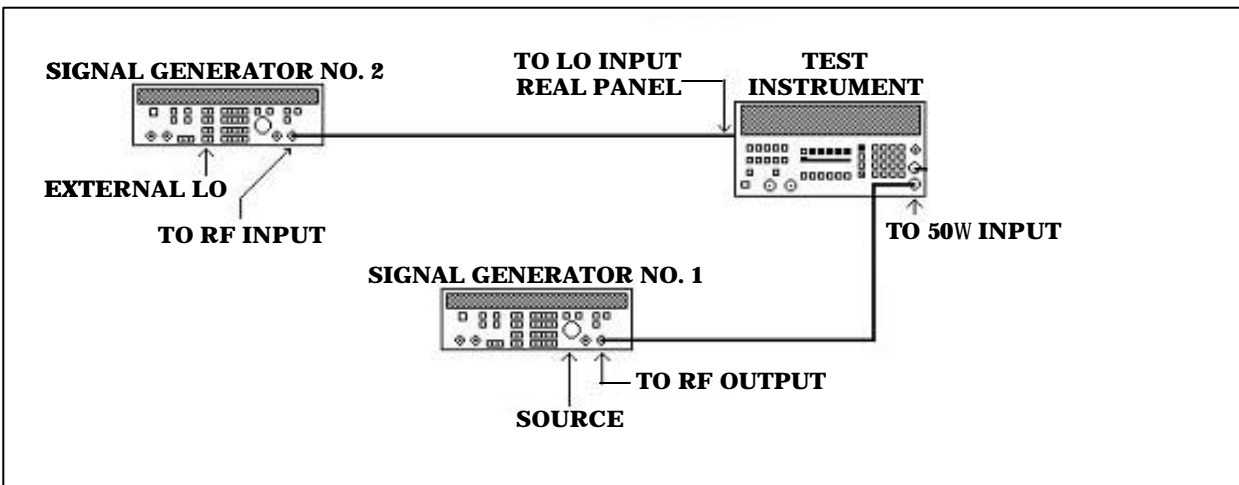 SIGNAL GENERATOR NO. 2
TO LO INPUT
REAL PANEL
TEST
INSTRUMENT
EXTERNAL LO
TO RF INPUT
TO 50W INPUT
SIGNAL GENERATOR NO. 1
TO RF OUTPUT
SOURCE